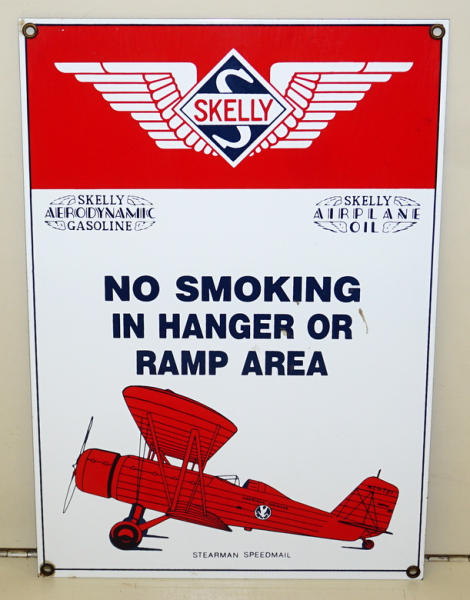 S
SKELLY
SKELLY
AERODYNAMIC
GASOLINE
SKELLY
AIRPLANE
OIL
NO SMOKING
IN HANGER OR
RAMP AREA
STEARMAN SPEEDMAIL